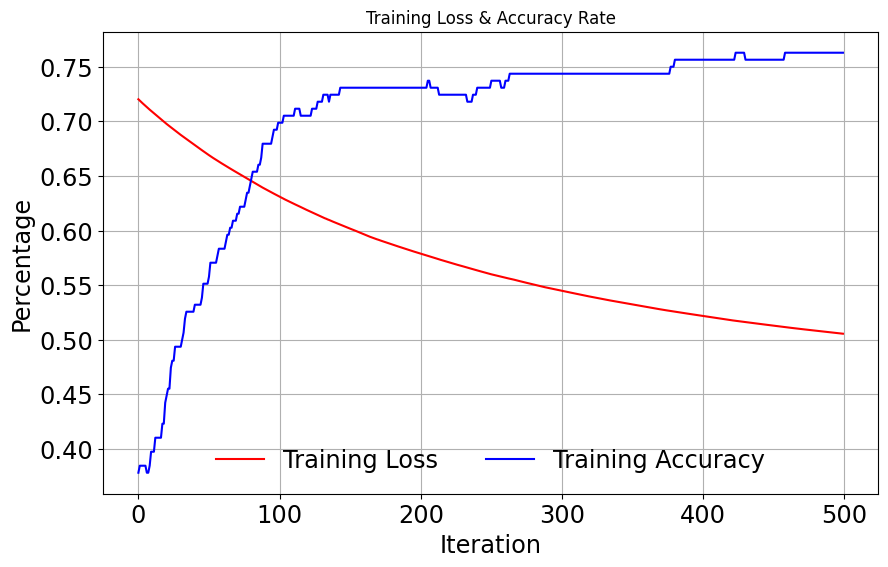 Training Loss & Accuracy Rate
0.75
0.70
0.65
0.60
0.55
0.50
0.45
0.40
Percentage
Training Loss Training Accuracy
0 100 200 300 400 500
Iteration